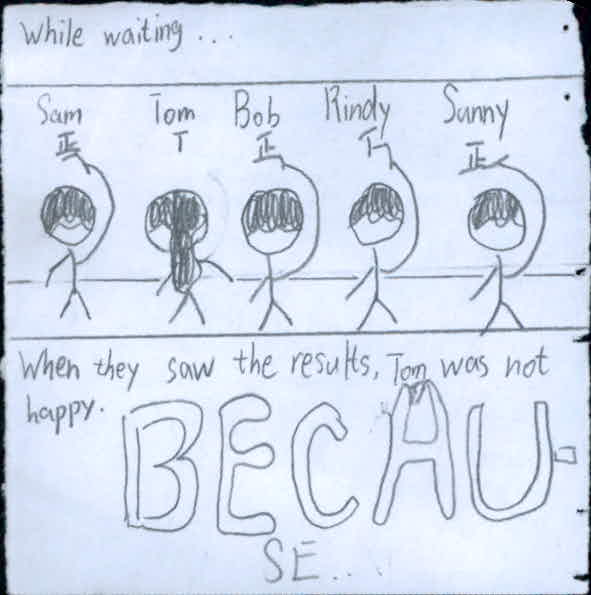 While waiting ...
Sam Tom Bob Rindy Sunny
正 T 正 下 正
When they saw the results, Tom was not
happy.
BECAU-
SE...